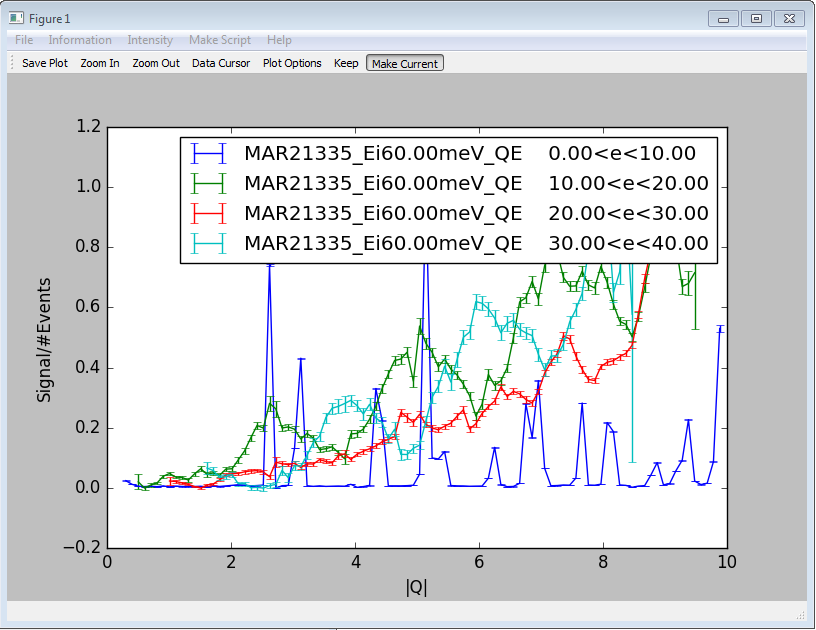 Figure 1
File Information Intensity Make Script Help
Save Plot Zoom In Zoom Out Data Cursor Plot Options Keep Make Current
MAR21335_Ei60.00meV_QE 0.00<e<10.00
MAR21335_Ei60.00meV_QE 10.00<e<20.00
MAR21335_Ei60.00meV_QE 20.00<e<30.00
MAR21335_Ei60.00meV_QE 30.00<e<40.00
1.2
1.0
0.8
0.6
0.4
0.2
0.0
−0.2
Signal/#Events
0 2 4 6 8 10
|Q|